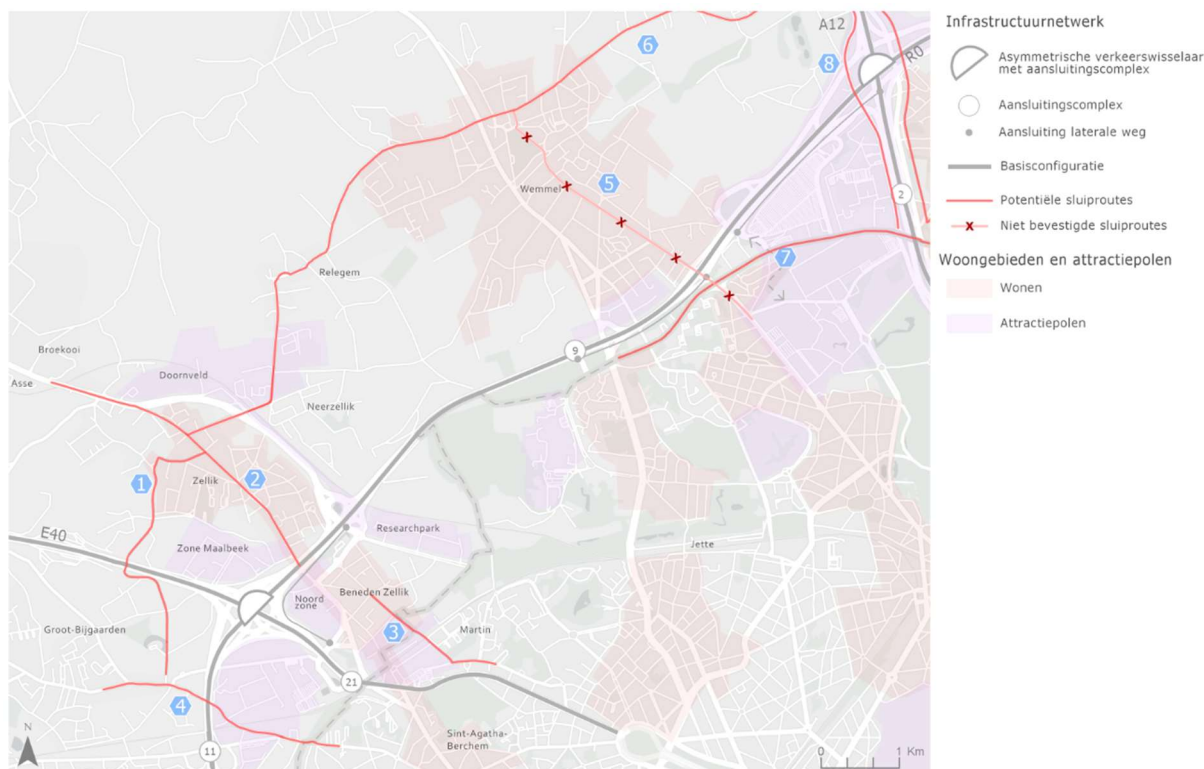 A12
R0
6
8
5
Wemmel
2
7
Relegem
9
Broekooi
Doornveld
Asse
Neerzellik
1
2
Zellik
Researchpark
E40
Zone Maalbeek
Jette
Noord
zone
Beneden Zellik
Groot-Bijgaarden
3
Martin
21
4
Sint-Agatha-
Berchem
11
N
0 1 Km
Infrastructuurnetwerk
Asymmetrische verkeerswisselaar
met aansluitingscomplex
Aansluitingscomplex
Aansluiting laterale weg
Basisconfiguratie
Potentiële sluiproutes
x Niet bevestigde sluiproutes
Woongebieden en attractiepolen
Wonen
Attractiepolen